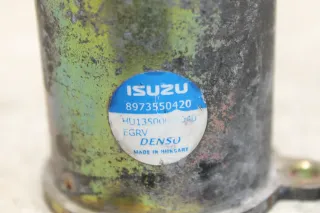 ISUZU
8973550420
EGRV DENSO
MADE IN HUNGARY